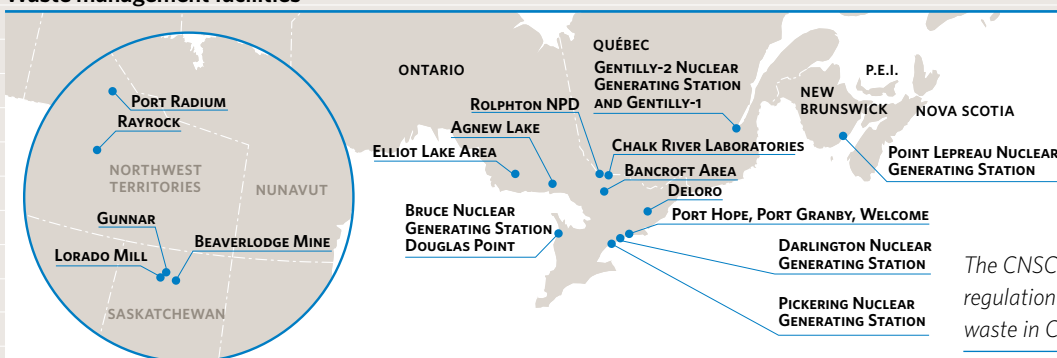 Waste management facilities
PORT RADIUM
RAYROCK
NORTHWEST
TERRITORIES
NUNAVUT
GUNNAR
BEAVERLODGE MINE
LORADO MILL
SASKATCHEWAN
ONTARIO
QUÉBEC
GENTILLY-2 NUCLEAR
GENERATING STATION
AND GENTILLY-1
ROLPHTON NPD
AGNEW LAKE
ELLIOT LAKE AREA
CHALK RIVER LABORATORIES
BANCROFT AREA
DELORO
BRUCE NUCLEAR
GENERATING STATION
DOUGLAS POINT
PORT HOPE, PORT GRANBY, WELCOME
DARLINGTON NUCLEAR
GENERATING STATION
PICKERING NUCLEAR
GENERATING STATION
P.E.I.
NEW
BRUNSWICK
NOVA SCOTIA
POINT LEPREAU NUCLEAR
GENERATING STATION
The CNSC
regulation
waste in C